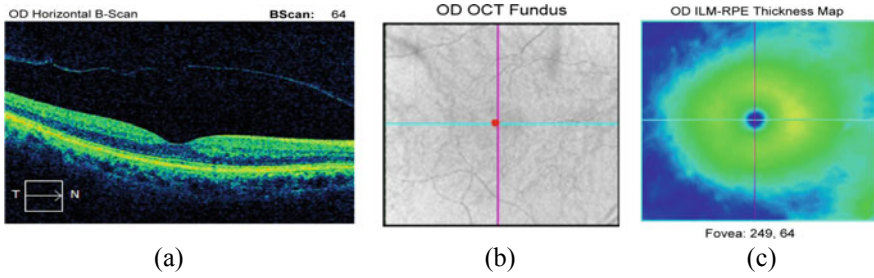 OD Horizontal B-Scan BScan: 64
T N
(a)
OD OCT Fundus
(b)
OD ILM-RPE Thickness Map
Fovea: 249, 64
(c)